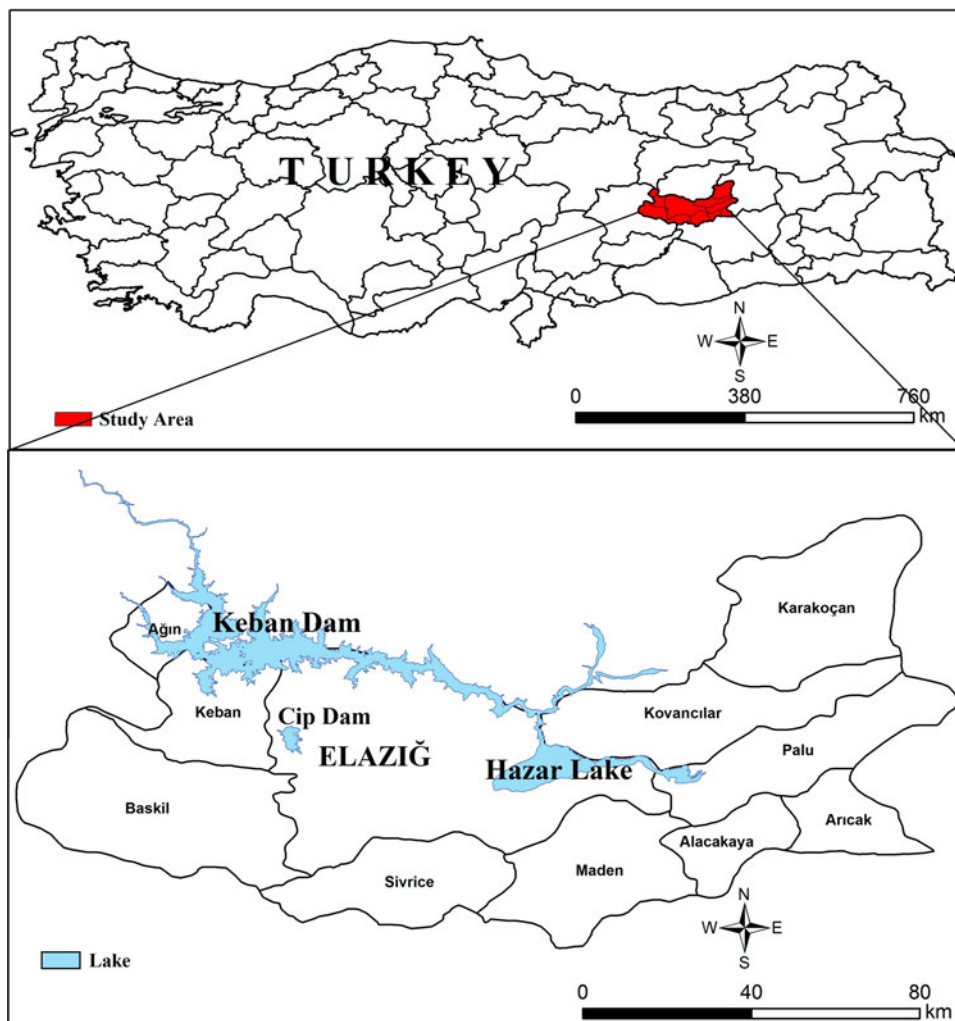 TURKEY
N
W E
S
0 380 760
km
Study Area
Karakoçan
Ağın
Keban Dam
Keban
Kovancılar
Cip Dam
ELAZIĞ
Palu
Hazar Lake
Baskil
Arıcak
Alacakaya
Maden
Sivrice
N
W E
S
Lake
0 40 80
km